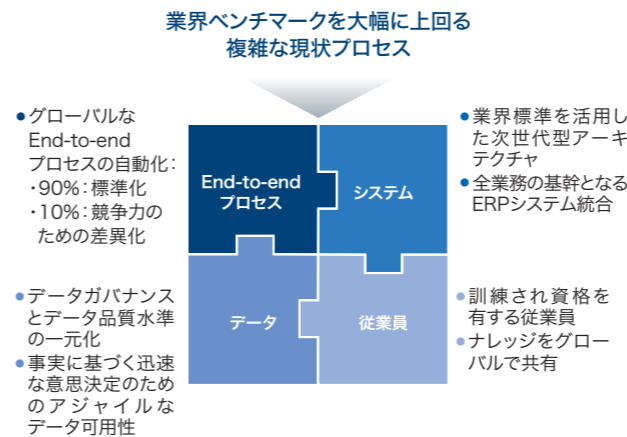 業界ベンチマークを大幅に上回る
複雑な現状プロセス
●グローバルな
End-to-end
プロセスの自動化：
・90%：標準化
・10%：競争力の
ための差異化
End-to-end
プロセス
システム
●業界標準を活用し
た次世代型アーキ
テクチャ
●全業務の基幹となる
ERPシステム統合
●データガバナンス
とデータ品質水準
の一元化
●事実に基づく迅速
な意思決定のため
のアジャイルな
データ可用性
データ
従業員
●訓練され資格を
有する従業員
●ナレッジをグロー
バルで共有